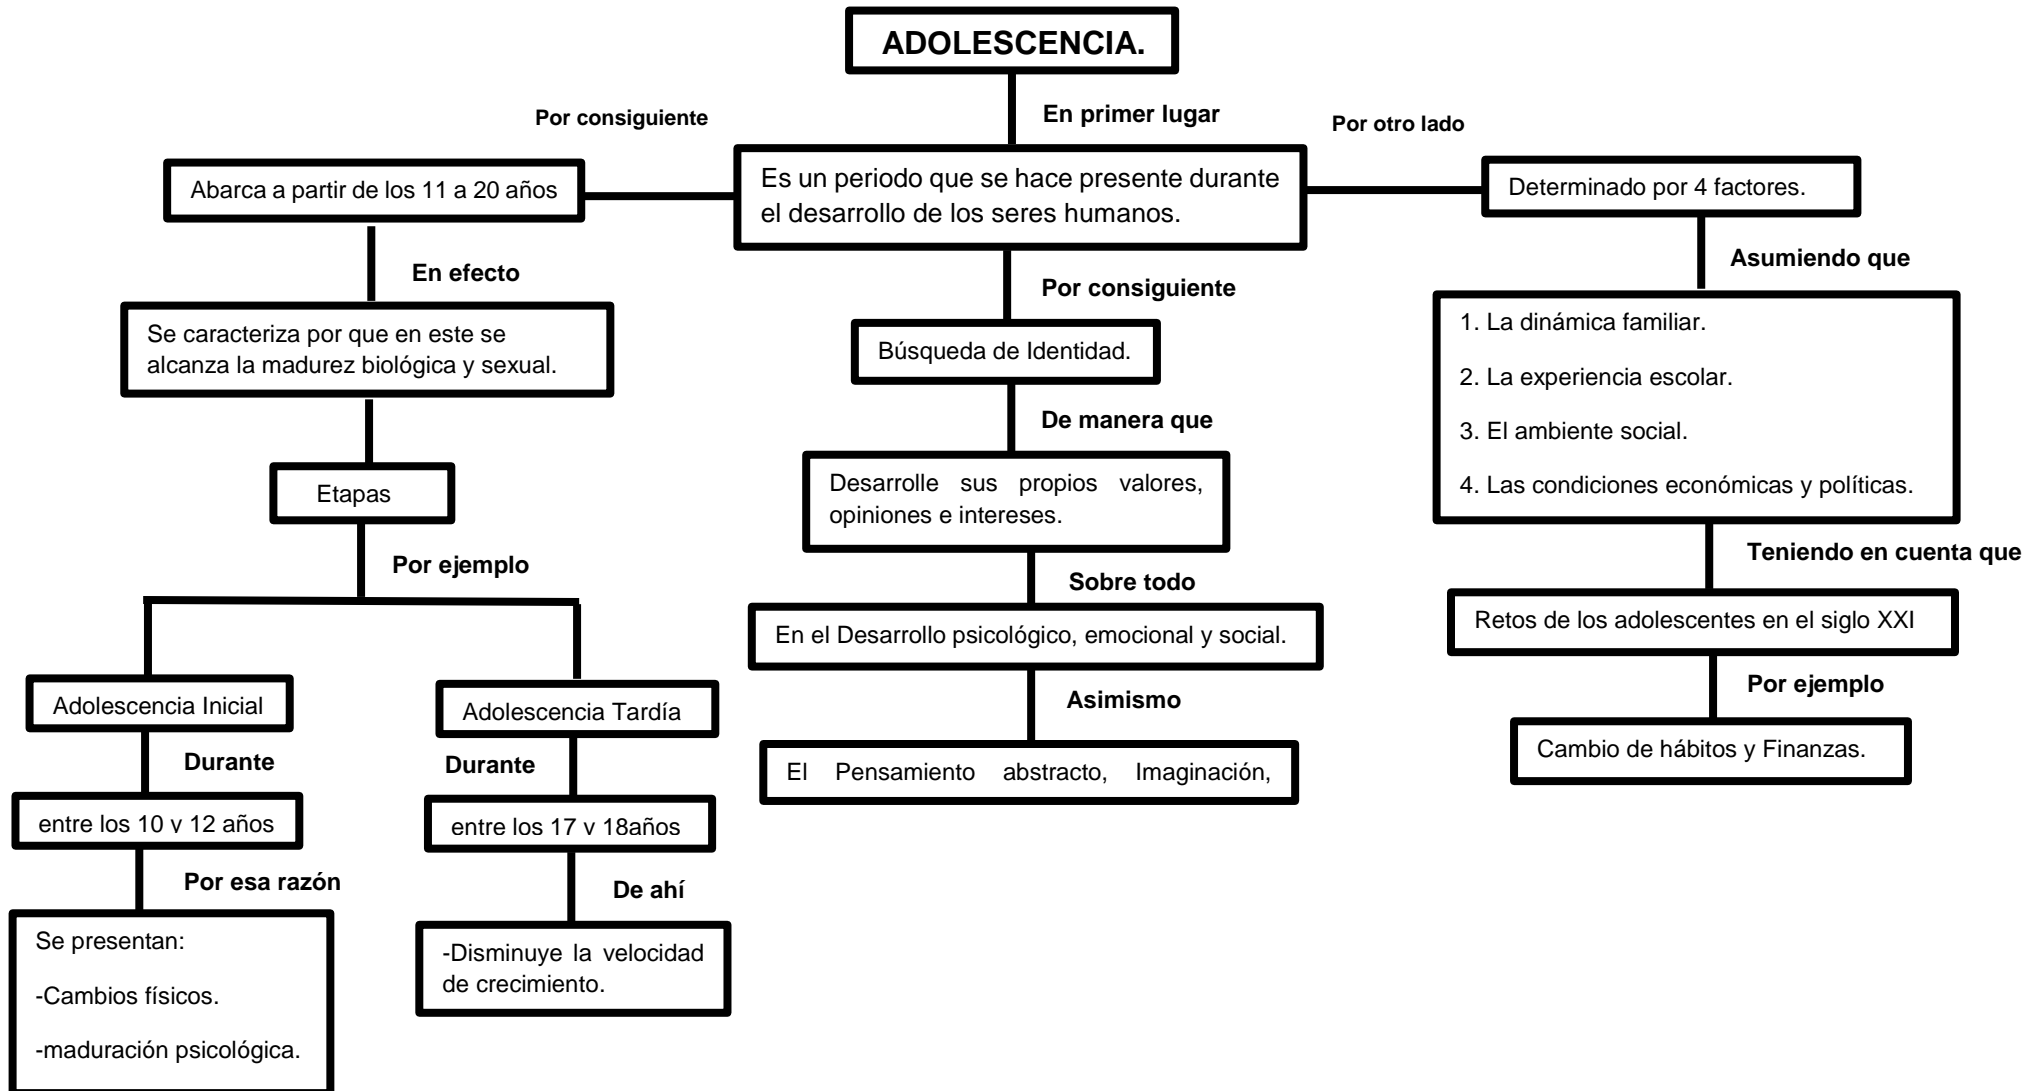 ADOLESCENCIA.
En primer lugar
Por consiguiente
Por otro lado
Es un periodo que se hace presente durante
el desarrollo de los seres humanos.
Abarca a partir de los 11 a 20 años
En efecto
Se caracteriza por que en este se
alcanza la madurez biológica y sexual.
Etapas
Por ejemplo
Adolescencia Inicial
Durante
entre los 10 y 12 años
Por esa razón
Se presentan:
-Cambios físicos.
-maduración psicológica.
Adolescencia Tardía
Durante
entre los 17 y 18años
De ahí
-Disminuye la velocidad
de crecimiento.
Por consiguiente
Búsqueda de Identidad.
De manera que
Desarrolle sus propios valores,
opiniones e intereses.
Sobre todo
En el Desarrollo psicológico, emocional y social.
Asimismo
El Pensamiento abstracto, Imaginación,
Determinado por 4 factores.
Asumiendo que
1. La dinámica familiar.
2. La experiencia escolar.
3. El ambiente social.
4. Las condiciones económicas y políticas.
Teniendo en cuenta que
Retos de los adolescentes en el siglo XXI
Por ejemplo
Cambio de hábitos y Finanzas.